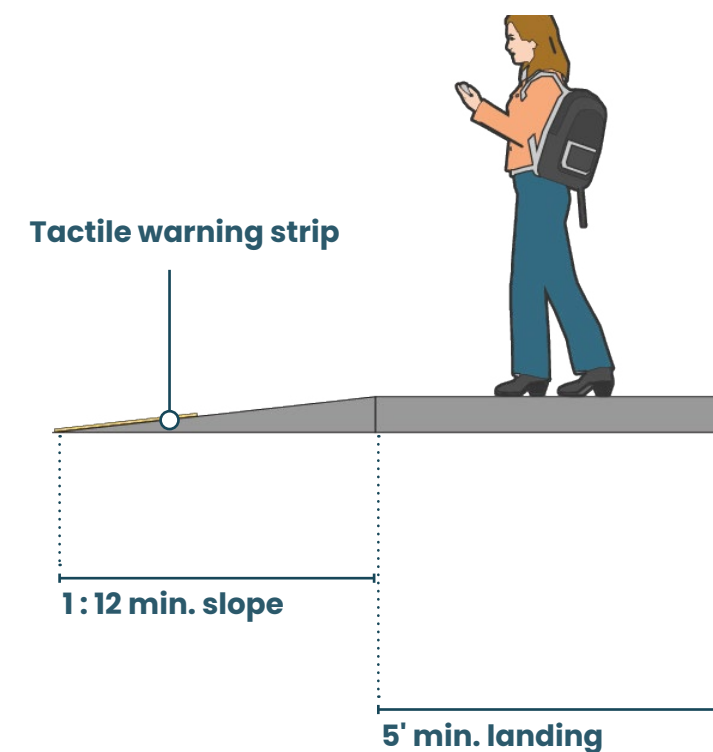 Tactile warning strip
1 : 12 min. slope
5' min. landing